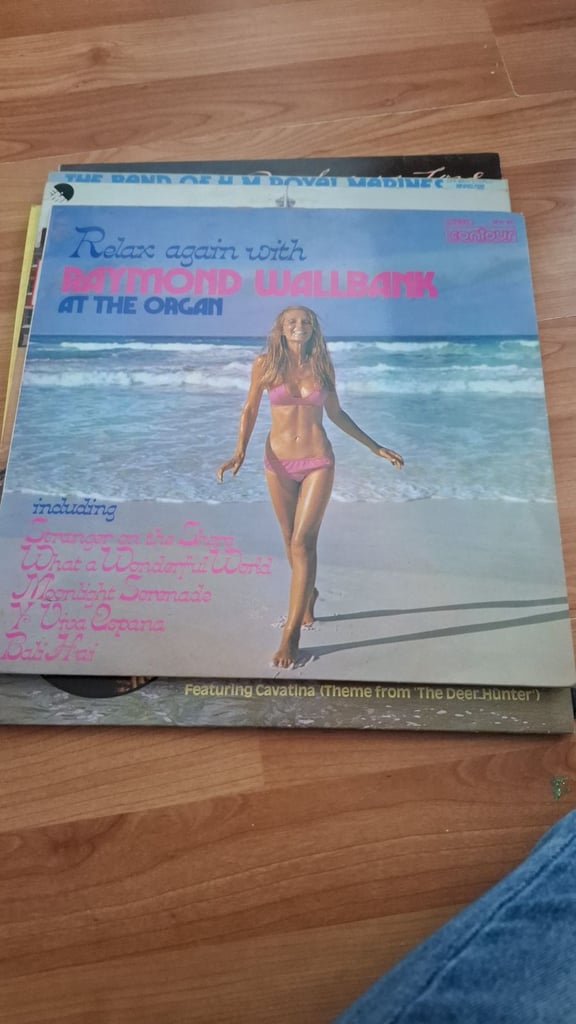 THE BAND OF H.M. ROYAL MARINES
Relax again with
contour
RAYMOND WALLBANK
AT THE ORGAN
including
Stranger on the Shore
What a Wonderful World
Moonlight Serenade
Y Viva Espana
Bali Hai
Featuring Cavatina (Theme from 'The Deer Hunter')